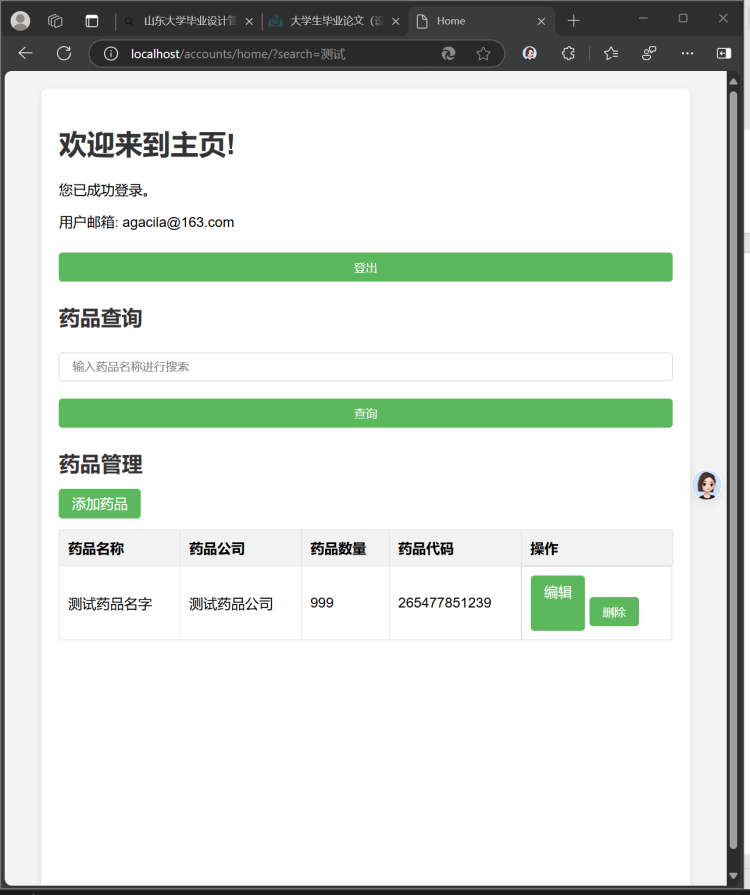 山东大学毕业设计管
大学生毕业论文（设
Home
localhost/accounts/home/?search=测试
欢迎来到主页!
您已成功登录。
用户邮箱: agacila@163.com
登出
药品查询
输入药品名称进行搜索
查询
药品管理
添加药品
药品名称 药品公司 药品数量 药品代码 操作
测试药品名字 测试药品公司 999 265477851239 编辑 删除